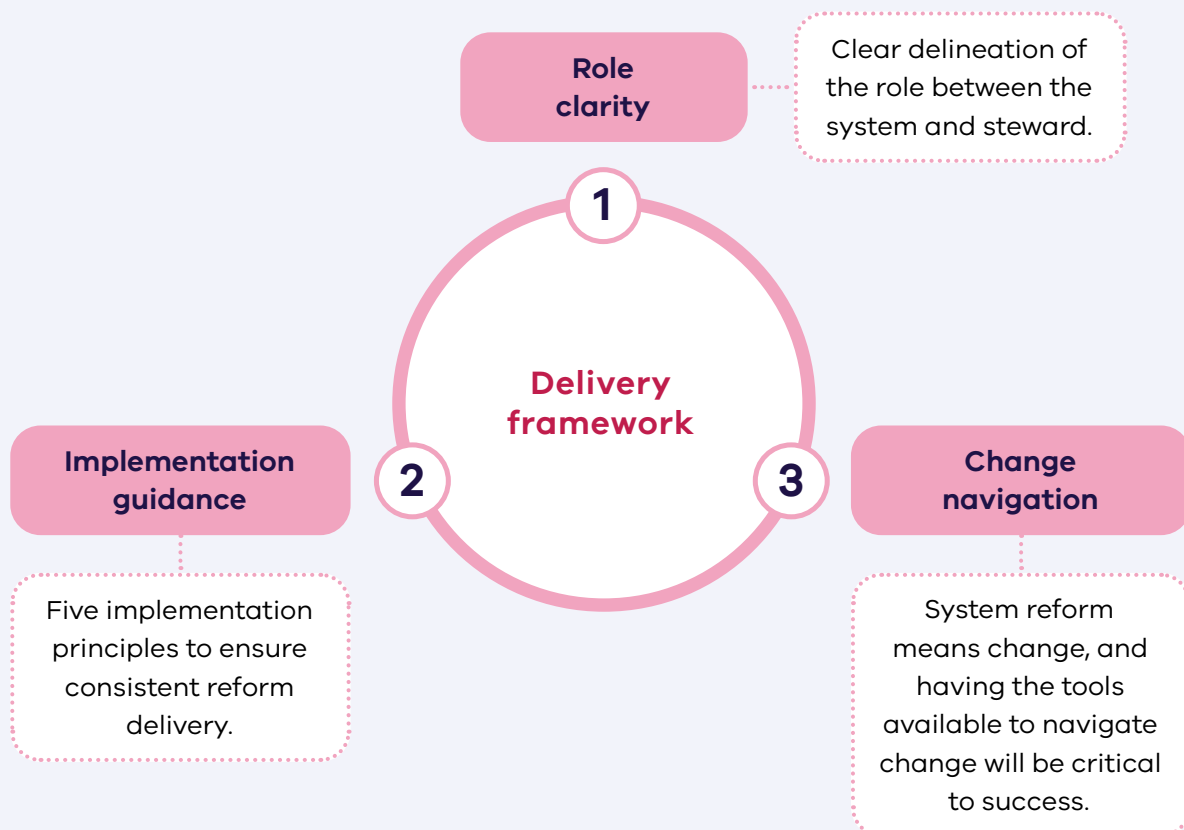 Role
clarity
Clear delineation of
the role between the
system and steward.
1
Delivery
framework
Implementation
guidance
2
Five implementation
principles to ensure
consistent reform
delivery.
3
Change
navigation
System reform
means change, and
having the tools
available to navigate
change will be critical
to success.